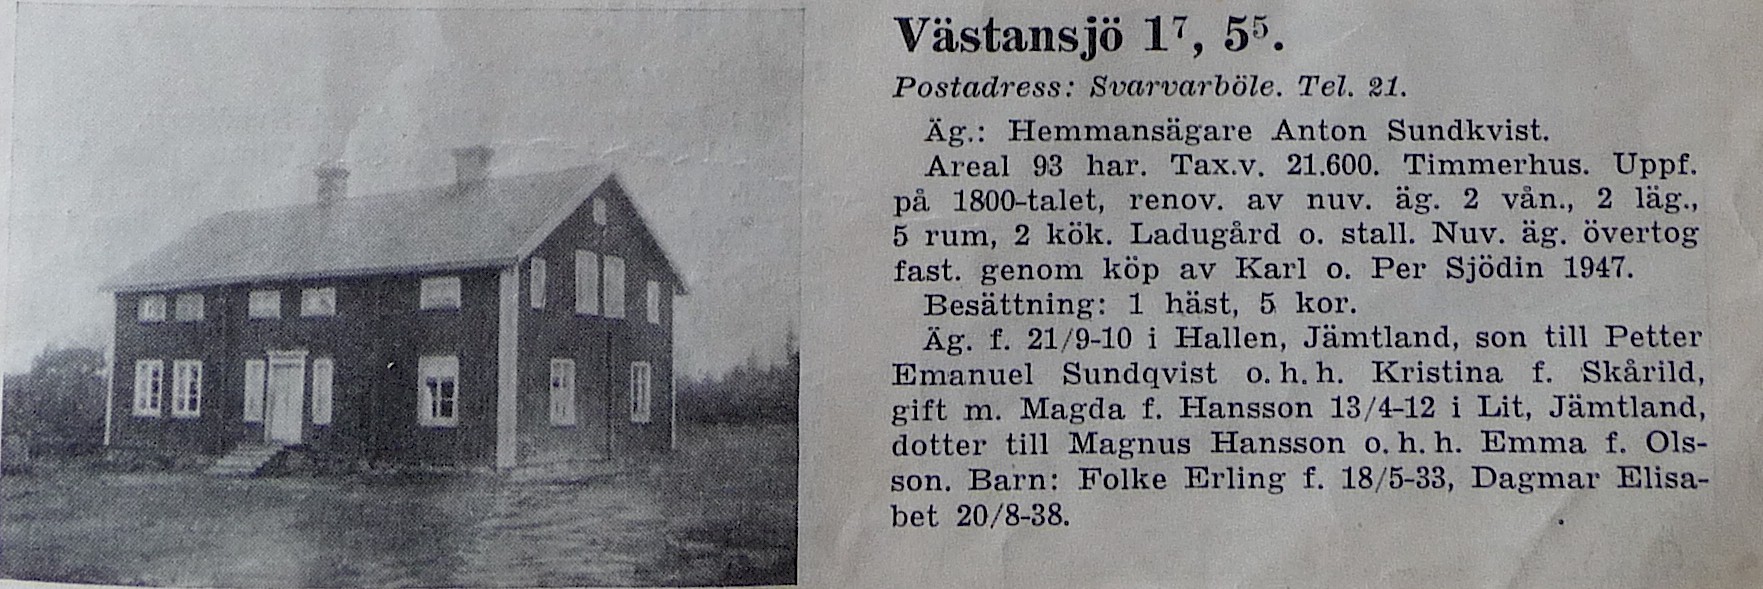 Västansjö 1⁷, 5⁵.
Postadress: Svarvarböle. Tel. 21.
Äg.: Hemmansägare Anton Sundkvist.
Areal 93 har. Tax.v. 21.600. Timmerhus. Uppf.
på 1800-talet, renov. av nuv. äg. 2 vån., 2 läg.,
5 rum, 2 kök. Ladugård o. stall. Nuv. äg. övertog
fast. genom köp av Karl o. Per Sjödin 1947.
Besättning: 1 häst, 5 kor.
Äg. f. 21/9-10 i Hallen, Jämtland, son till Petter
Emanuel Sundqvist o. h. h. Kristina f. Skårild,
gift m. Magda f. Hansson 13/4-12 i Lit, Jämtland,
dotter till Magnus Hansson o. h. h. Emma f. Ols-
son. Barn: Folke Erling f. 18/5-33, Dagmar Elisa-
bet 20/8-38.